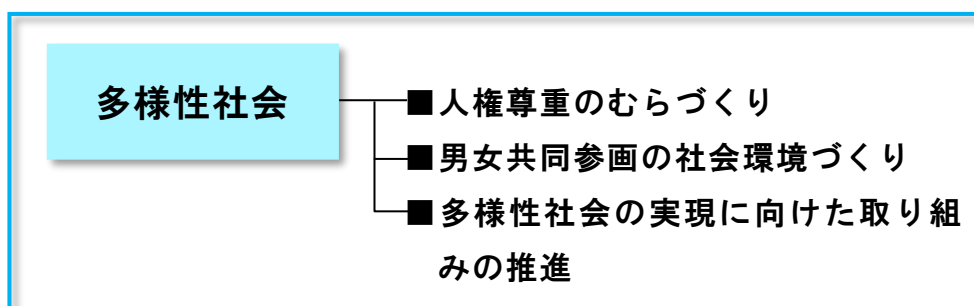 多様性社会
■人権尊重のむらづくり
■男女共同参画の社会環境づくり
■多様性社会の実現に向けた取り組
みの推進